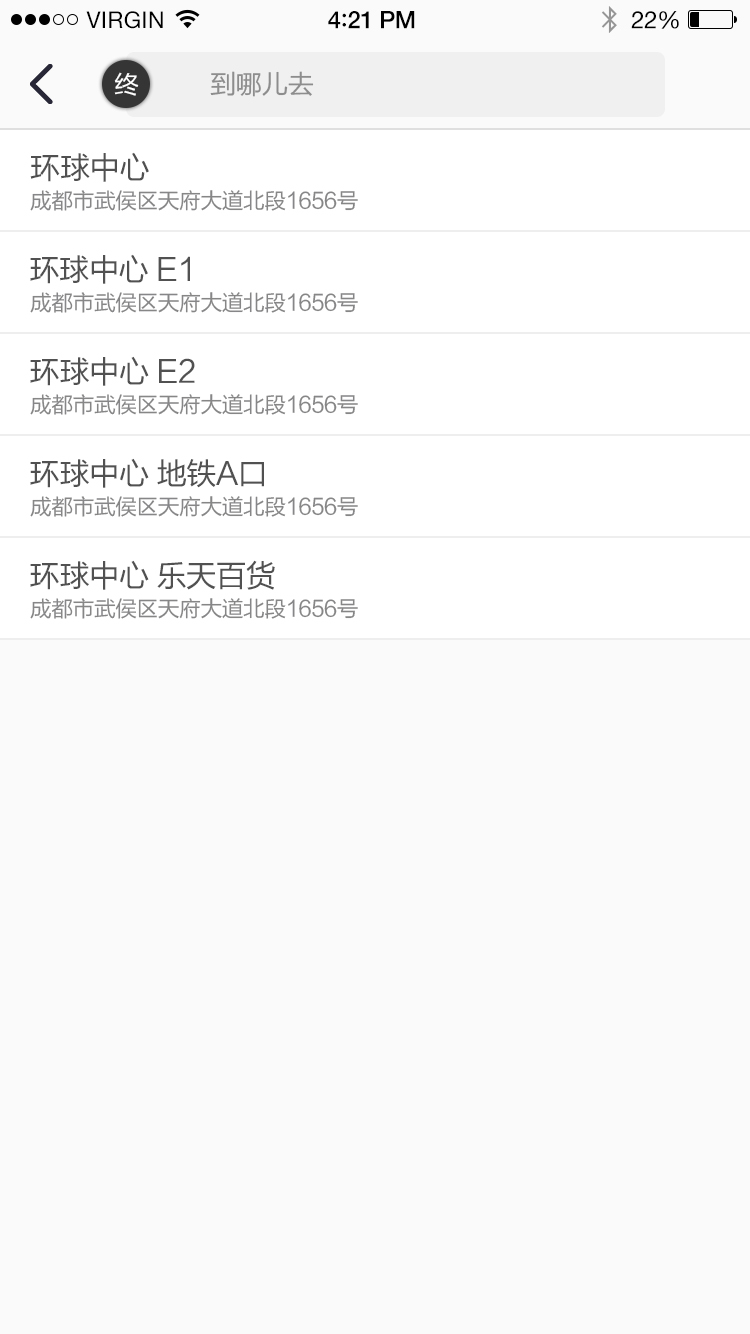 VIRGIN 4:21 PM 22%
终 到哪儿去
环球中心
成都市武侯区天府大道北段1656号
环球中心 E1
成都市武侯区天府大道北段1656号
环球中心 E2
成都市武侯区天府大道北段1656号
环球中心 地铁A口
成都市武侯区天府大道北段1656号
环球中心 乐天百货
成都市武侯区天府大道北段1656号